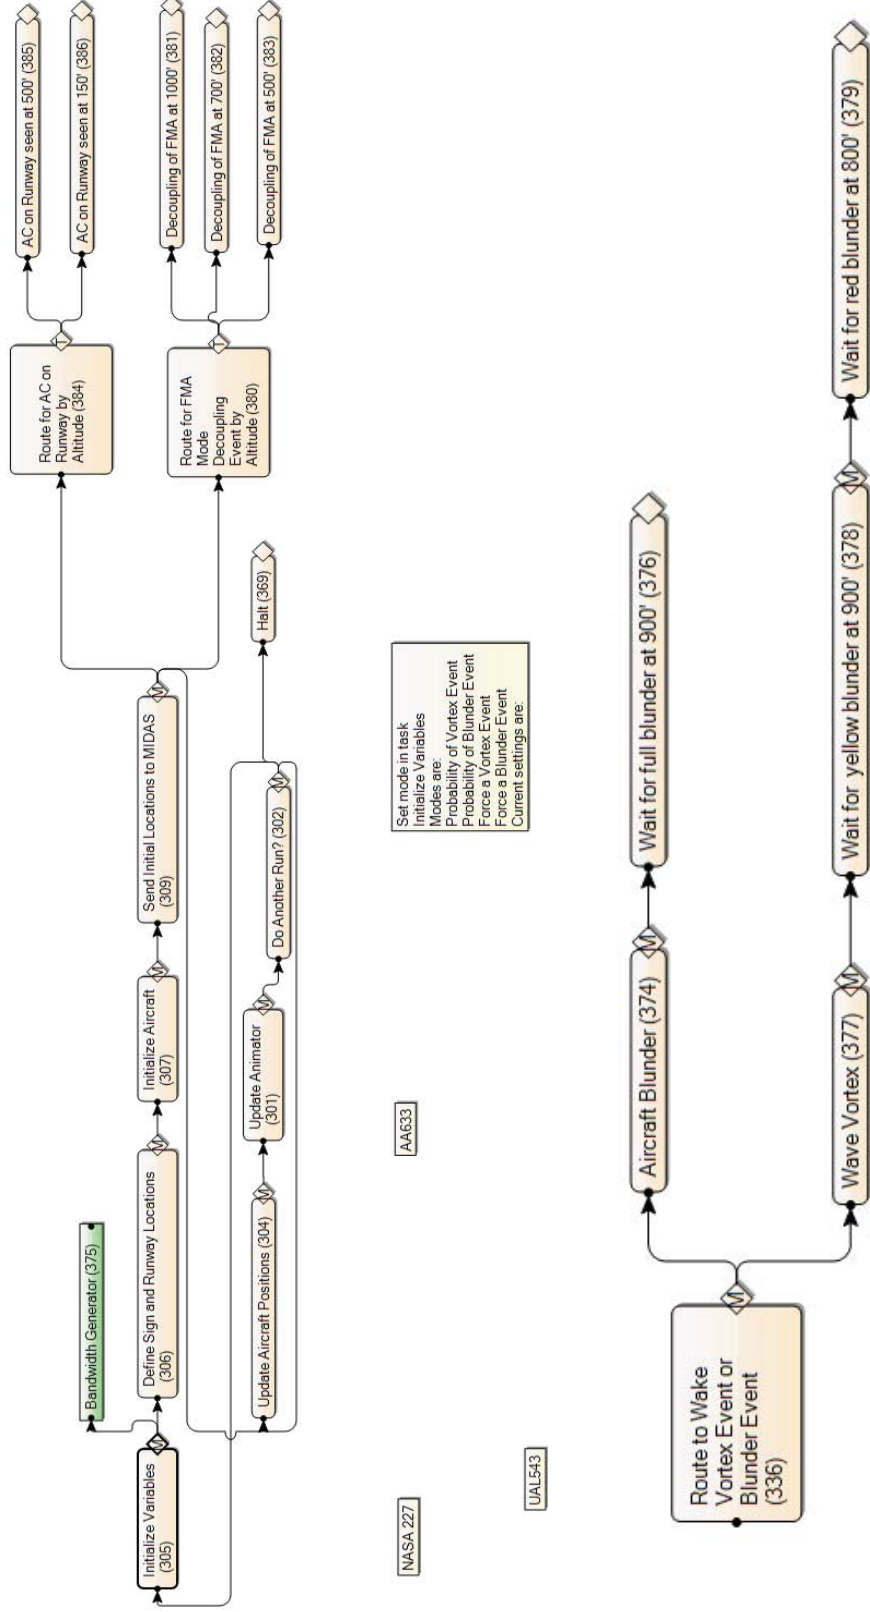 Initialize Variables
(305)
M
Bandwidth Generator (375)
Define Sign and Runway Locations
(306)
M
Initialize Aircraft
(307)
M
Send Initial Locations to MIDAS
(309)
M
Route for AC on
Runway by
Altitude (384)
T
AC on Runway seen at 500' (385)
AC on Runway seen at 150' (386)
Route for FMA
Mode
Decoupling
Event by
Altitude (380)
T
Decoupling of FMA at 1000' (381)
Decoupling of FMA at 700' (382)
Decoupling of FMA at 500' (383)
Update Aircraft Positions (304)
M
Update Animator
(301)
M
Do Another Run? (302)
M
Halt (369)
NASA 227
AA633
UAL543
Set mode in task
Initialize Variables
Modes are:
Probability of Vortex Event
Probability of Blunder Event
Force a Vortex Event
Force a Blunder Event
Current settings are:
Route to Wake
Vortex Event or
Blunder Event
(336)
M
Aircraft Blunder (374)
M
Wait for full blunder at 900' (376)
Wave Vortex (377)
M
Wait for yellow blunder at 900' (378)
M
Wait for red blunder at 800' (379)